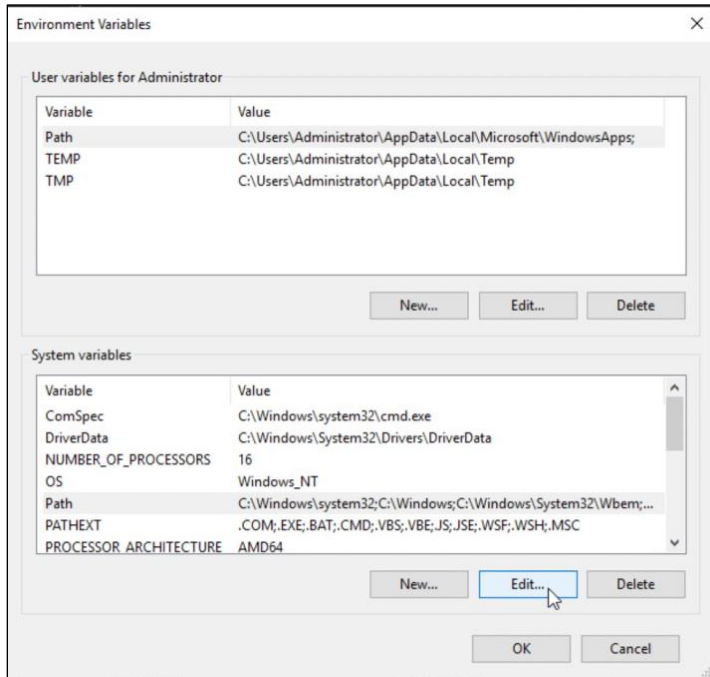 Environment Variables
User variables for Administrator
Variable Value
Path C:\Users\Administrator\AppData\Local\Microsoft\WindowsApps;
TEMP C:\Users\Administrator\AppData\Local\Temp
TMP C:\Users\Administrator\AppData\Local\Temp
New... Edit... Delete
System variables
Variable Value
ComSpec C:\Windows\system32\cmd.exe
DriverData C:\Windows\System32\Drivers\DriverData
NUMBER_OF_PROCESSORS 16
OS Windows_NT
Path C:\Windows\system32;C:\Windows;C:\Windows\System32\Wbem;...
PATHEXT .COM;.EXE;.BAT;.CMD;.VBS;.VBE;.JS;.JSE;.WSF;.WSH;.MSC
PROCESSOR_ARCHITECTURE AMD64
New... Edit... Delete
OK Cancel